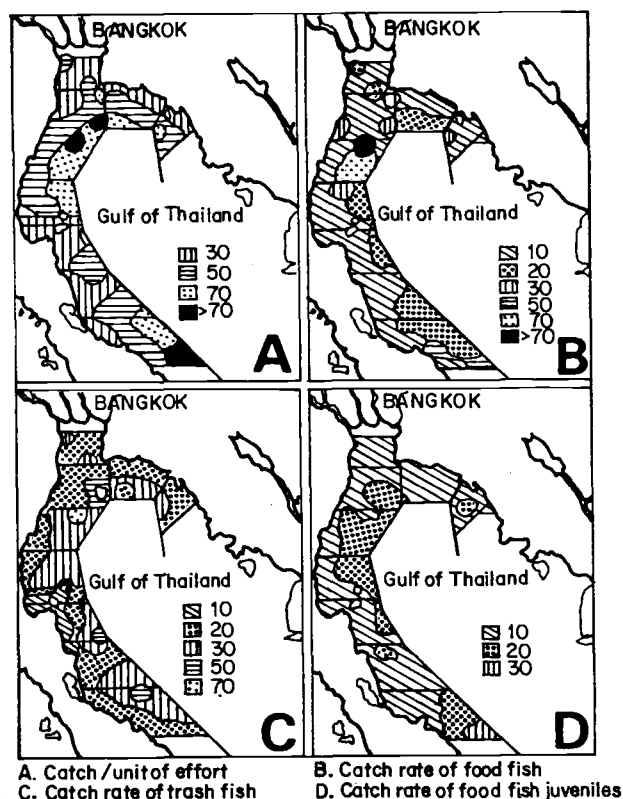 BANGKOK
Gulf of Thailand
30
50
70
>70
A
BANGKOK
Gulf of Thailand
10
20
30
50
70
>70
B
BANGKOK
Gulf of Thailand
10
20
30
50
70
C
BANGKOK
Gulf of Thailand
10
20
30
D
A. Catch/unit of effort B. Catch rate of food fish
C. Catch rate of trash fish D. Catch rate of food fish juveniles